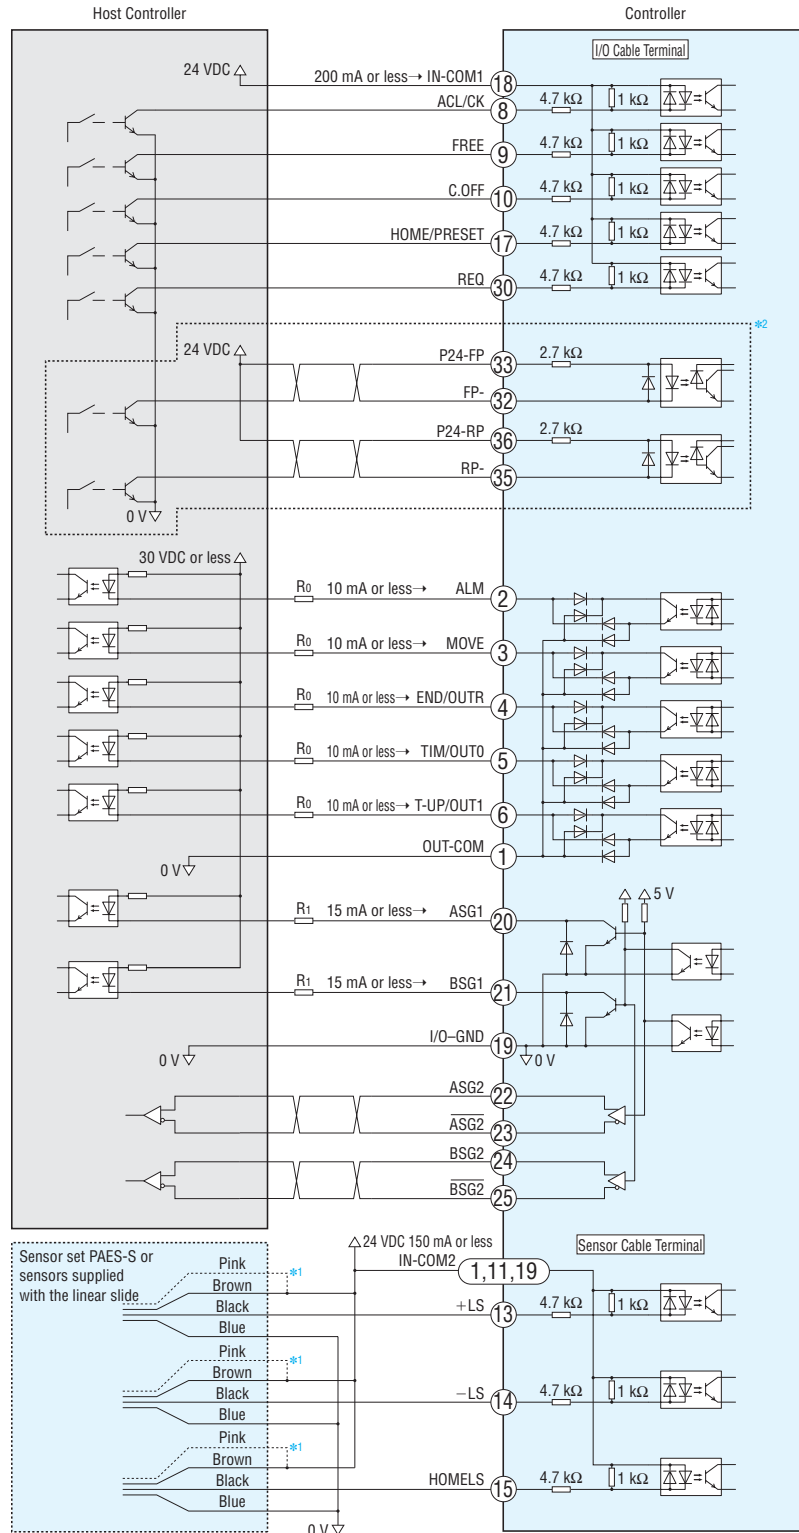 Host Controller
Controller
I/O Cable Terminal
24 VDC
200 mA or less→ IN-COM1
18
ACL/CK
8
4.7 kΩ
1 kΩ
FREE
9
4.7 kΩ
1 kΩ
C.OFF
10
4.7 kΩ
1 kΩ
HOME/PRESET
17
4.7 kΩ
1 kΩ
REQ
30
4.7 kΩ
1 kΩ
*2
24 VDC
P24-FP
33
2.7 kΩ
FP-
32
P24-RP
36
2.7 kΩ
RP-
35
0 V
30 VDC or less
R0 10 mA or less→ ALM
2
R0 10 mA or less→ MOVE
3
R0 10 mA or less→ END/OUTR
4
R0 10 mA or less→ TIM/OUT0
5
R0 10 mA or less→ T-UP/OUT1
6
OUT-COM
1
0 V
5 V
R1 15 mA or less→ ASG1
20
R1 15 mA or less→ BSG1
21
I/O–GND
19
0 V
0 V
ASG2
22
ASG2
23
BSG2
24
BSG2
25
Sensor set PAES-S or
sensors supplied
with the linear slide
24 VDC 150 mA or less
Sensor Cable Terminal
IN-COM2
1,11,19
Pink
*1
Brown
Black
+LS
13
4.7 kΩ
1 kΩ
Blue
Pink
*1
Brown
Black
−LS
14
4.7 kΩ
1 kΩ
Blue
Pink
*1
Brown
Black
HOMELS
15
4.7 kΩ
1 kΩ
Blue
0 V